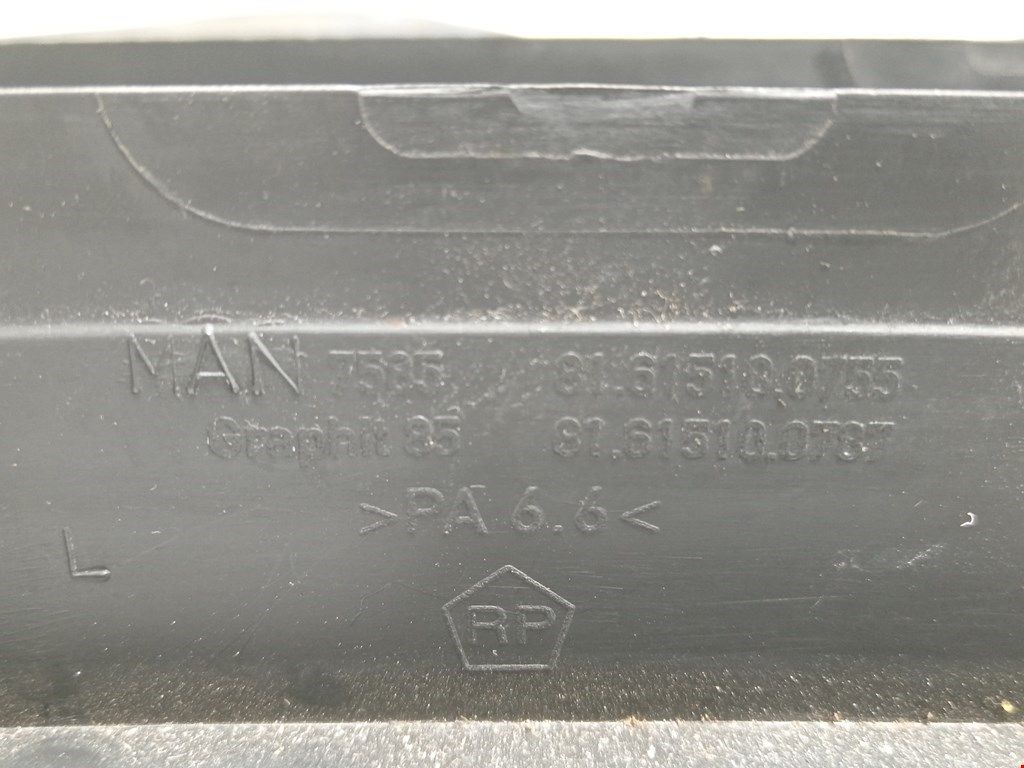 MAN 7535 81.61510.0755
Graphit 85 81.61510.0787
>PA 6.6<
L
RP